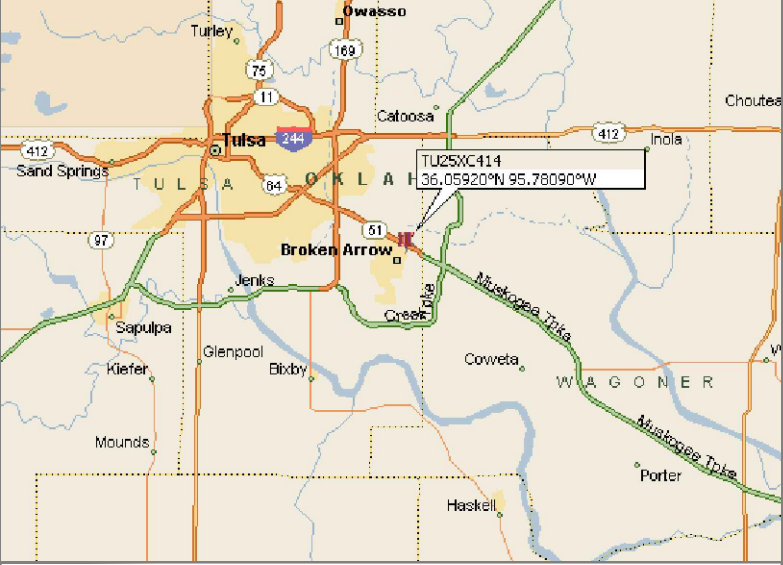 Owasso
Turley
169
75
11
Catoosa
Choutea
412
Tulsa
244
412
Inola
Sand Springs
TU25XC414
36.05920°N 95.78090°W
TULSA
OKLAH
64
51
97
Broken Arrow
Jenks
Muskogee Tpke
Creek Tpke
Sapulpa
Glenpool
Coweta
Kiefer
Bixby
WAGONER
Mounds
Muskogee Tpke
Porter
Haskell